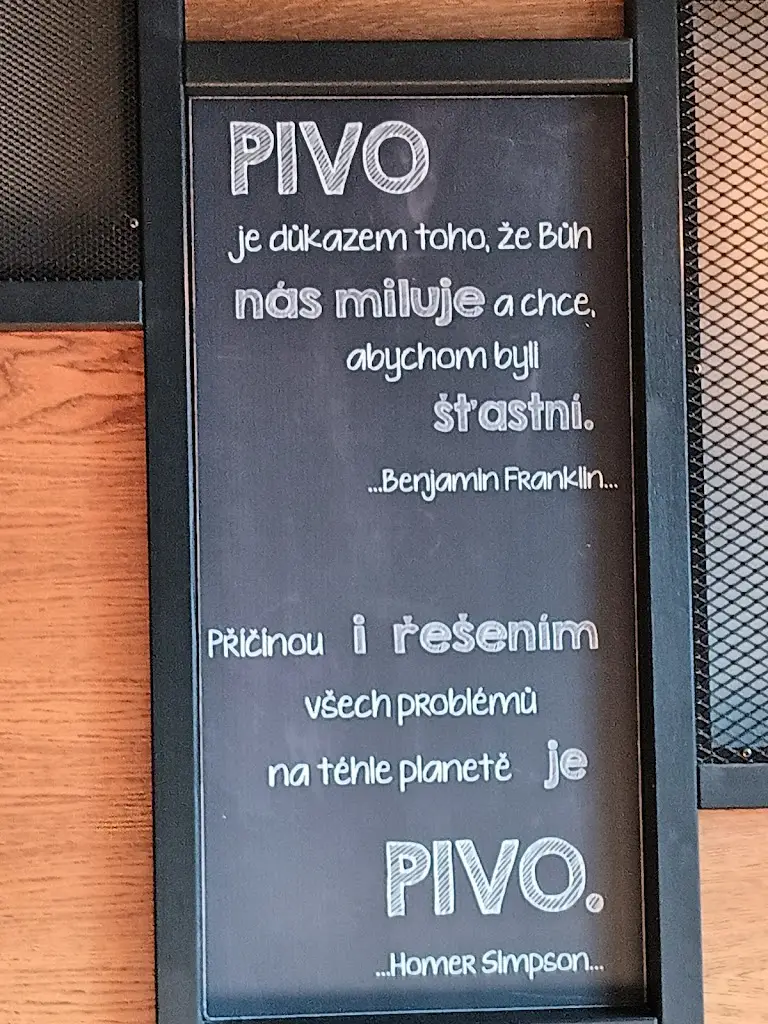 PIVO
je důkazem toho, že Bůh
nás miluje a chce,
abychom byli
šťastní.
...Benjamin Franklin...
Příčinou i řešením
všech problémů
na téhle planetě je
PIVO.
...Homer Simpson...